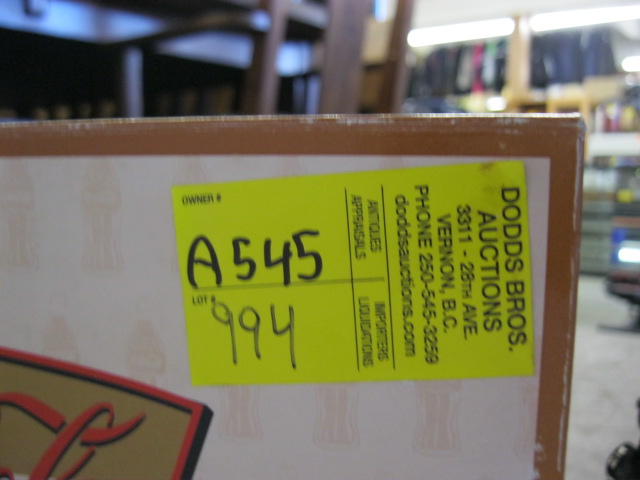 OWNER #
A545
LOT #
994
DODDS BROS.
AUCTIONS
3311 - 28TH AVE.
VERNON, B.C.
PHONE 250-545-3259
doddsauctions.com
ANTIQUES IMPORTERS
APPRAISALS LIQUIDATIONS